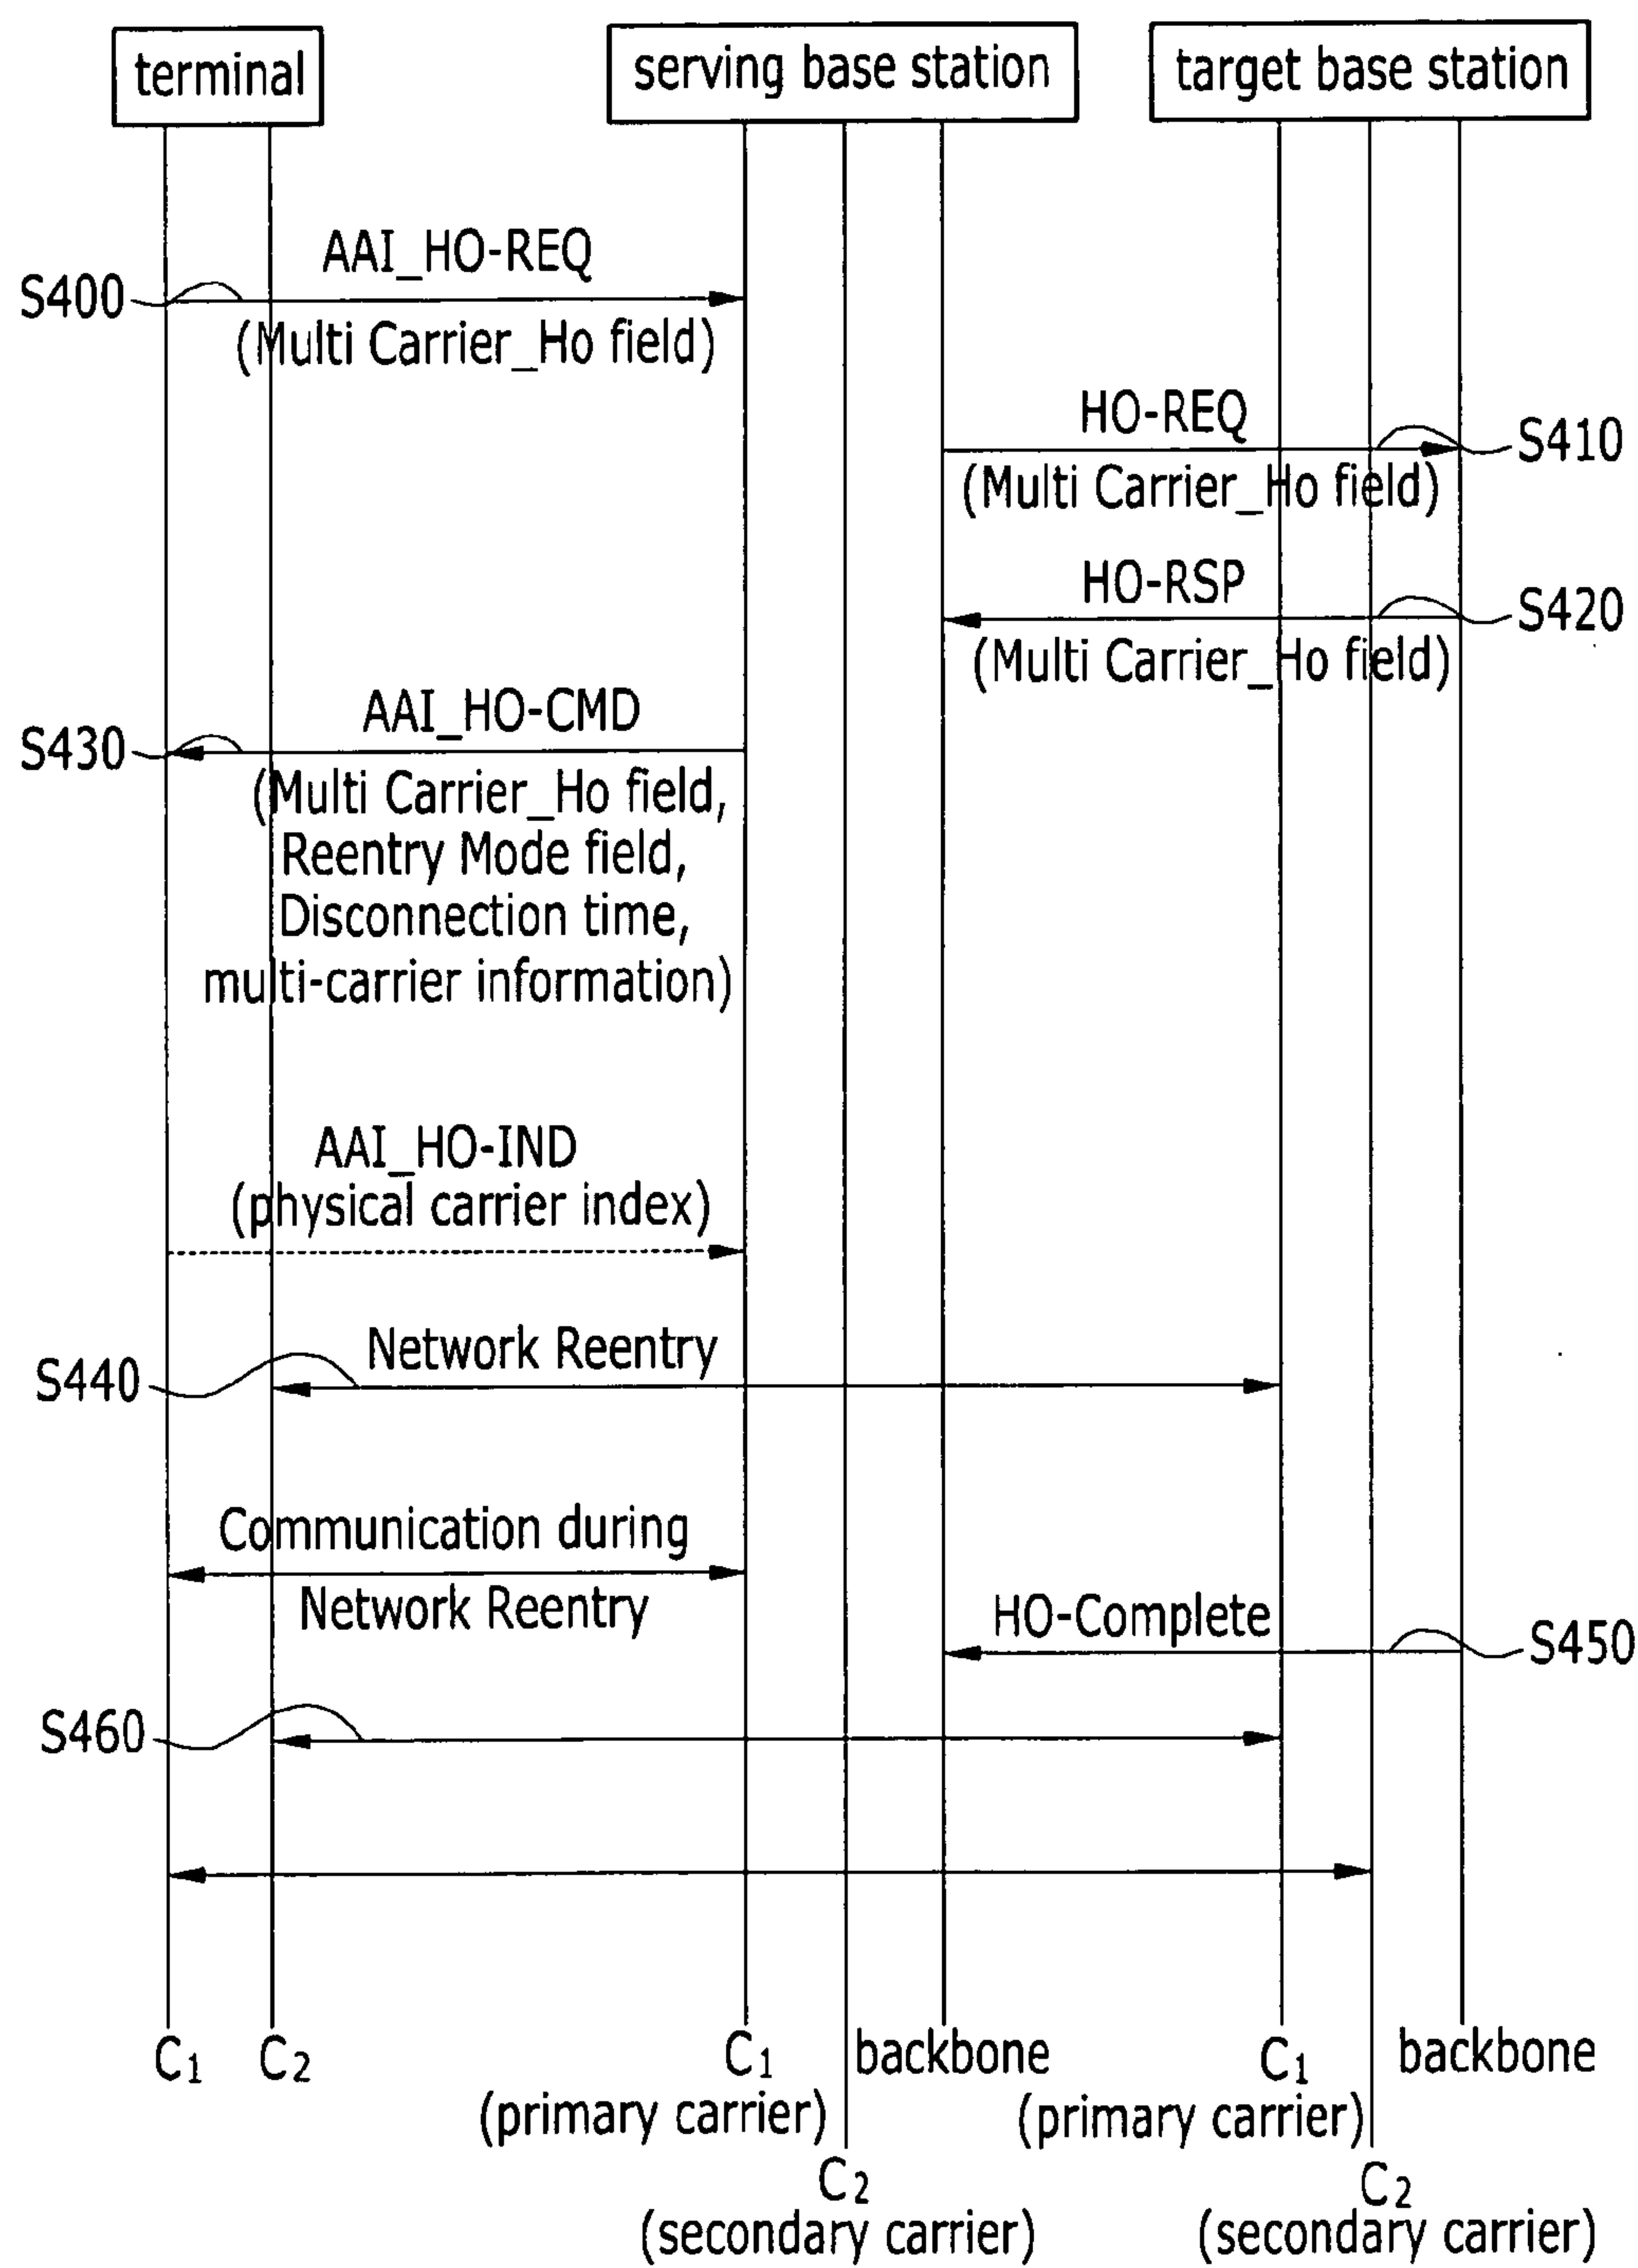 terminal
serving base station
target base station
AAI_HO-REQ
S400
(Multi Carrier_Ho field)
HO-REQ
S410
(Multi Carrier_Ho field)
HO-RSP
S420
(Multi Carrier_Ho field)
AAI_HO-CMD
S430
(Multi Carrier_Ho field,
Reentry Mode field,
Disconnection time,
multi-carrier information)
AAI_HO-IND
(physical carrier index)
Network Reentry
S440
Communication during
Network Reentry
HO-Complete
S450
S460
C1
C2
C1
(primary carrier)
C2
(secondary carrier)
backbone
C1
(primary carrier)
C2
(secondary carrier)
backbone